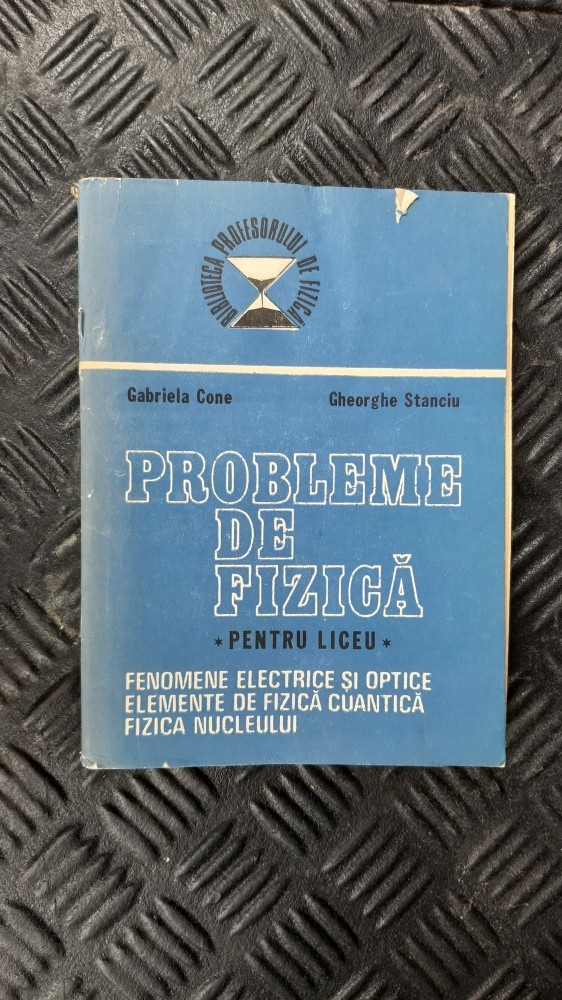 BIBLIOTECA PROFESORULUI DE FIZICĂ
Gabriela Cone Gheorghe Stanciu
PROBLEME
DE
FIZICĂ
* PENTRU LICEU *
FENOMENE ELECTRICE ȘI OPTICE
ELEMENTE DE FIZICĂ CUANTICĂ
FIZICA NUCLEULUI